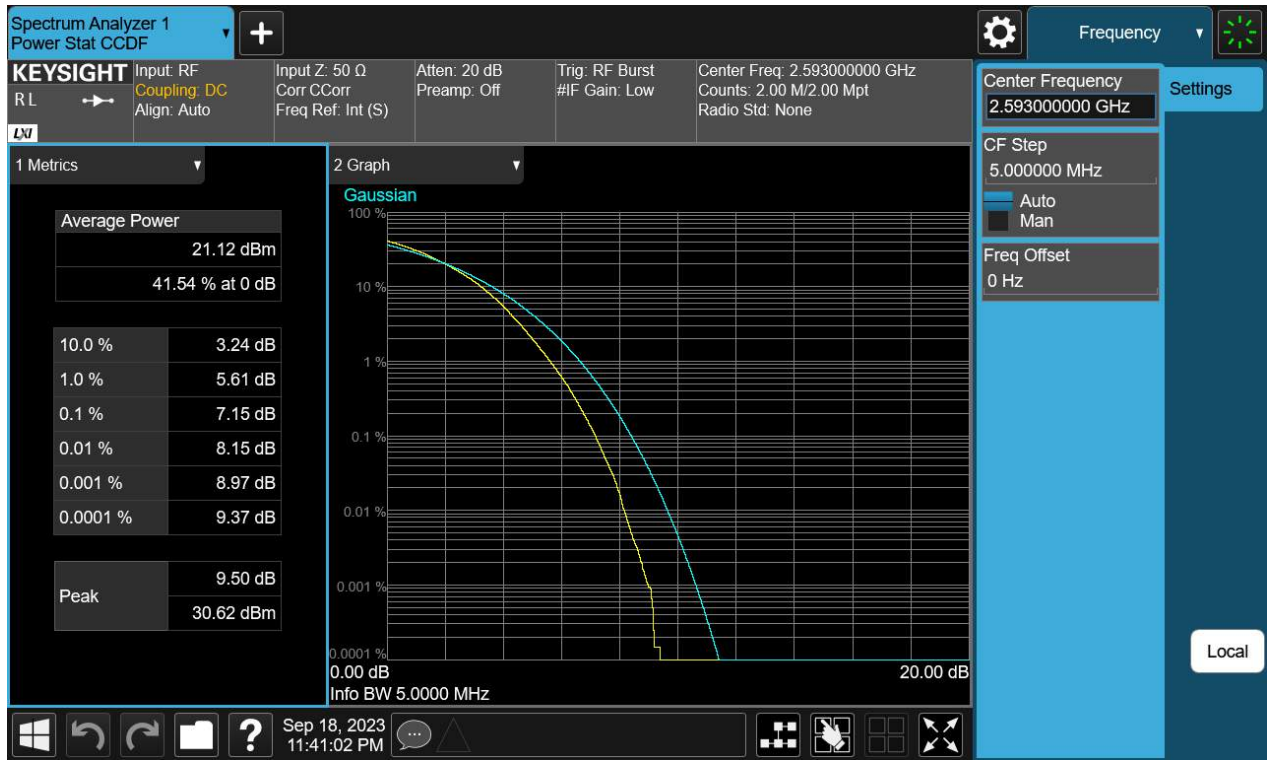 Spectrum Analyzer 1
Power Stat CCDF
+
Frequency
KEYSIGHT
RL
LXI
Input: RF
Coupling: DC
Align: Auto
Input Z: 50 Ω
Corr CCorr
Freq Ref: Int (S)
Atten: 20 dB
Preamp: Off
Trig: RF Burst
#IF Gain: Low
Center Freq: 2.593000000 GHz
Counts: 2.00 M/2.00 Mpt
Radio Std: None
Center Frequency
2.593000000 GHz
Settings
CF Step
5.000000 MHz
Auto
Man
Freq Offset
0 Hz
1 Metrics
Average Power
21.12 dBm
41.54 % at 0 dB
10.0 % 3.24 dB
1.0 % 5.61 dB
0.1 % 7.15 dB
0.01 % 8.15 dB
0.001 % 8.97 dB
0.0001 % 9.37 dB
Peak 9.50 dB
30.62 dBm
2 Graph
Gaussian
100 %
10 %
1 %
0.1 %
0.01 %
0.001 %
0.0001 %
0.00 dB 20.00 dB
Info BW 5.0000 MHz
Local
?
Sep 18, 2023
11:41:02 PM